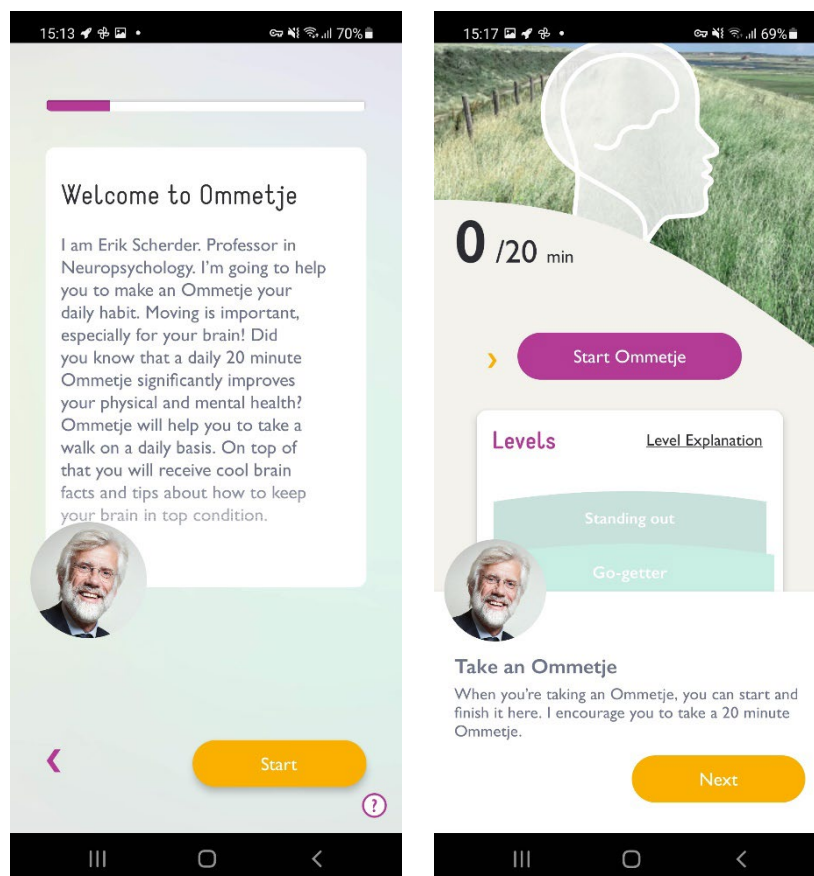 15:13
70%
Welcome to Ommetje
I am Erik Scherder. Professor in
Neuropsychology. I'm going to help
you to make an Ommetje your
daily habit. Moving is important,
especially for your brain! Did
you know that a daily 20 minute
Ommetje significantly improves
your physical and mental health?
Ommetje will help you to take a
walk on a daily basis. On top of
that you will receive cool brain
facts and tips about how to keep
your brain in top condition.
Start
?
15:17
69%
0 /20 min
Start Ommetje
Levels
Level Explanation
Standing out
Go-getter
Take an Ommetje
When you're taking an Ommetje, you can start and
finish it here. I encourage you to take a 20 minute
Ommetje.
Next